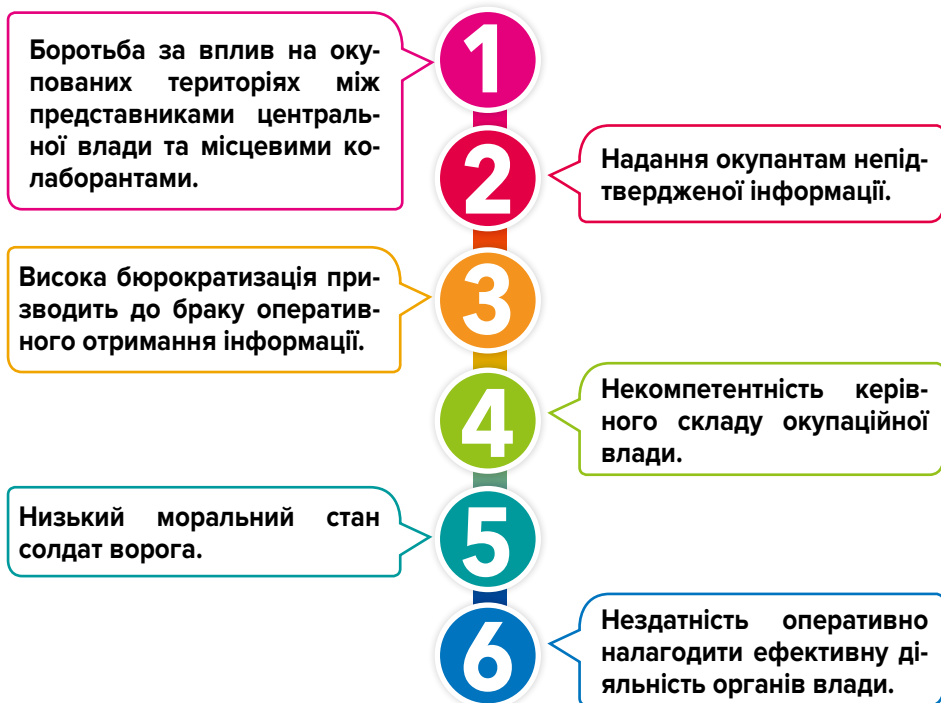 1
Боротьба за вплив на оку-
пованих територіях між
представниками централь-
ної влади та місцевими ко-
лаборантами.
2
Надання окупантам непід-
твердженої інформації.
3
Висока бюрократизація при-
зводить до браку оператив-
ного отримання інформації.
4
Некомпетентність керів-
ного складу окупаційної
влади.
5
Низький моральний стан
солдат ворога.
6
Нездатність оперативно
налагодити ефективну ді-
яльність органів влади.